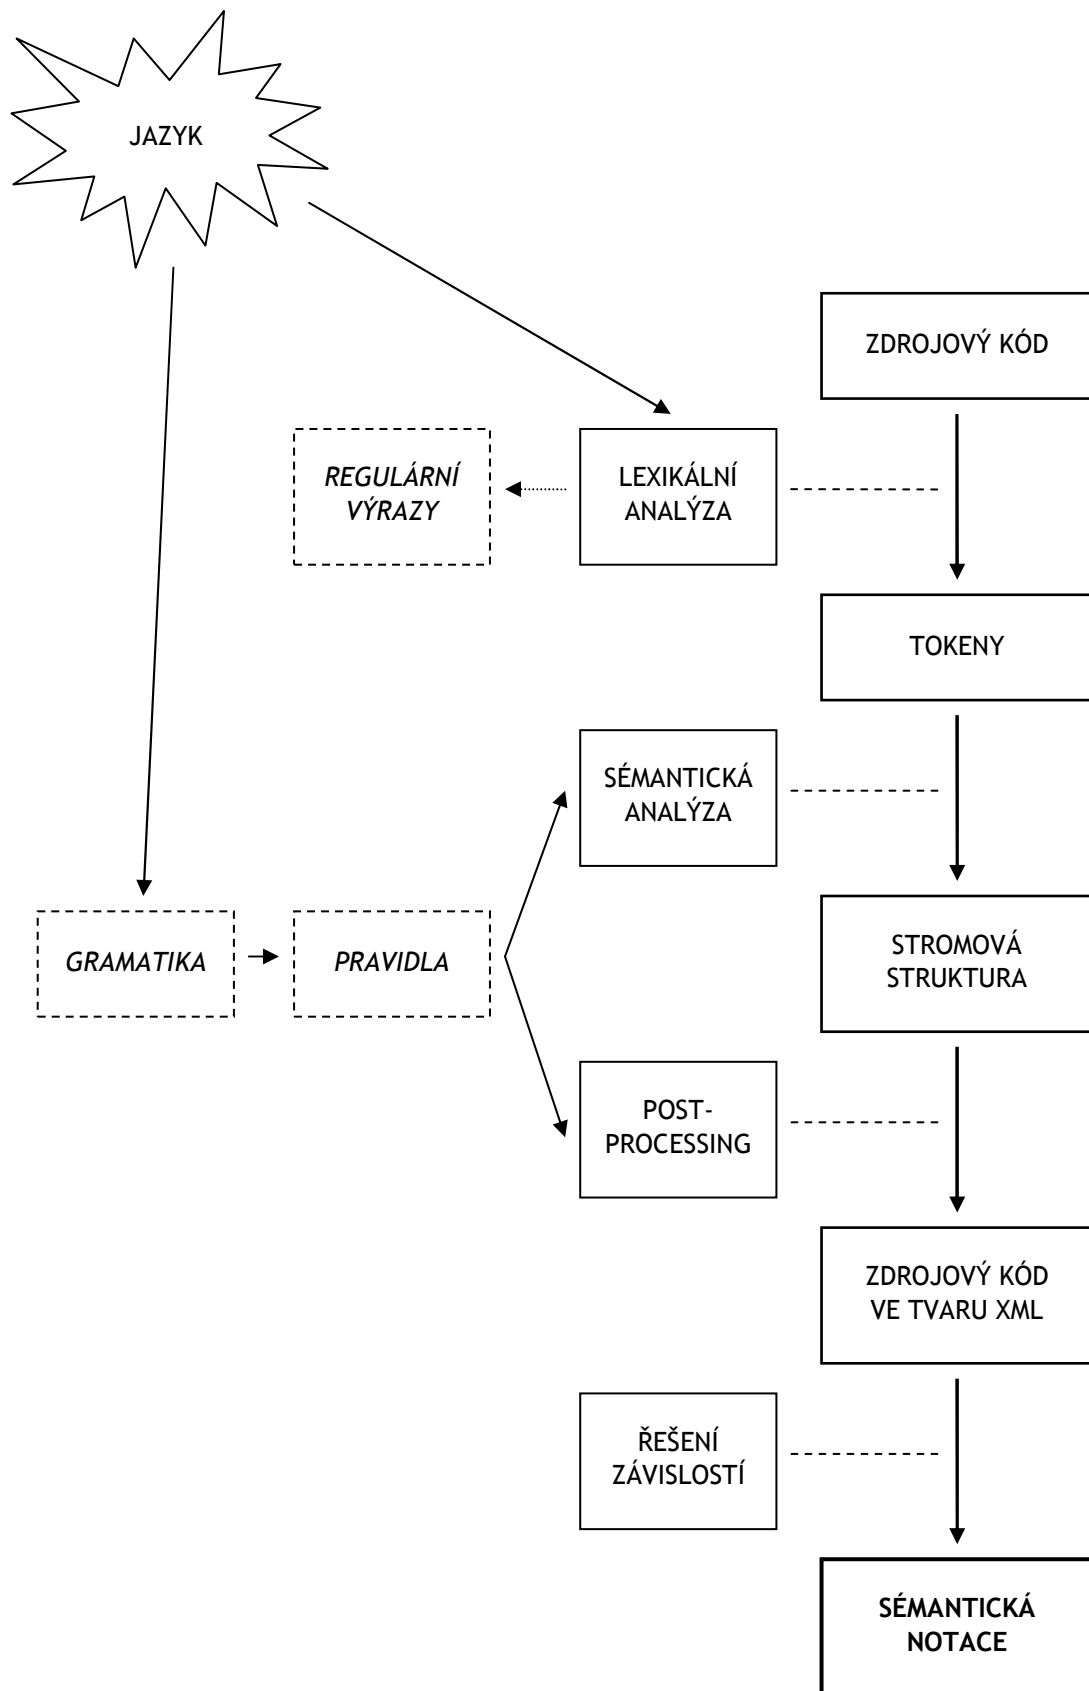 JAZYK
ZDROJOVÝ KÓD
REGULÁRNÍ
VÝRAZY
LEXIKÁLNÍ
ANALÝZA
TOKENY
SÉMANTICKÁ
ANALÝZA
GRAMATIKA
PRAVIDLA
STROMOVÁ
STRUKTURA
POST-
PROCESSING
ZDROJOVÝ KÓD
VE TVARU XML
ŘEŠENÍ
ZÁVISLOSTÍ
SÉMANTICKÁ
NOTACE